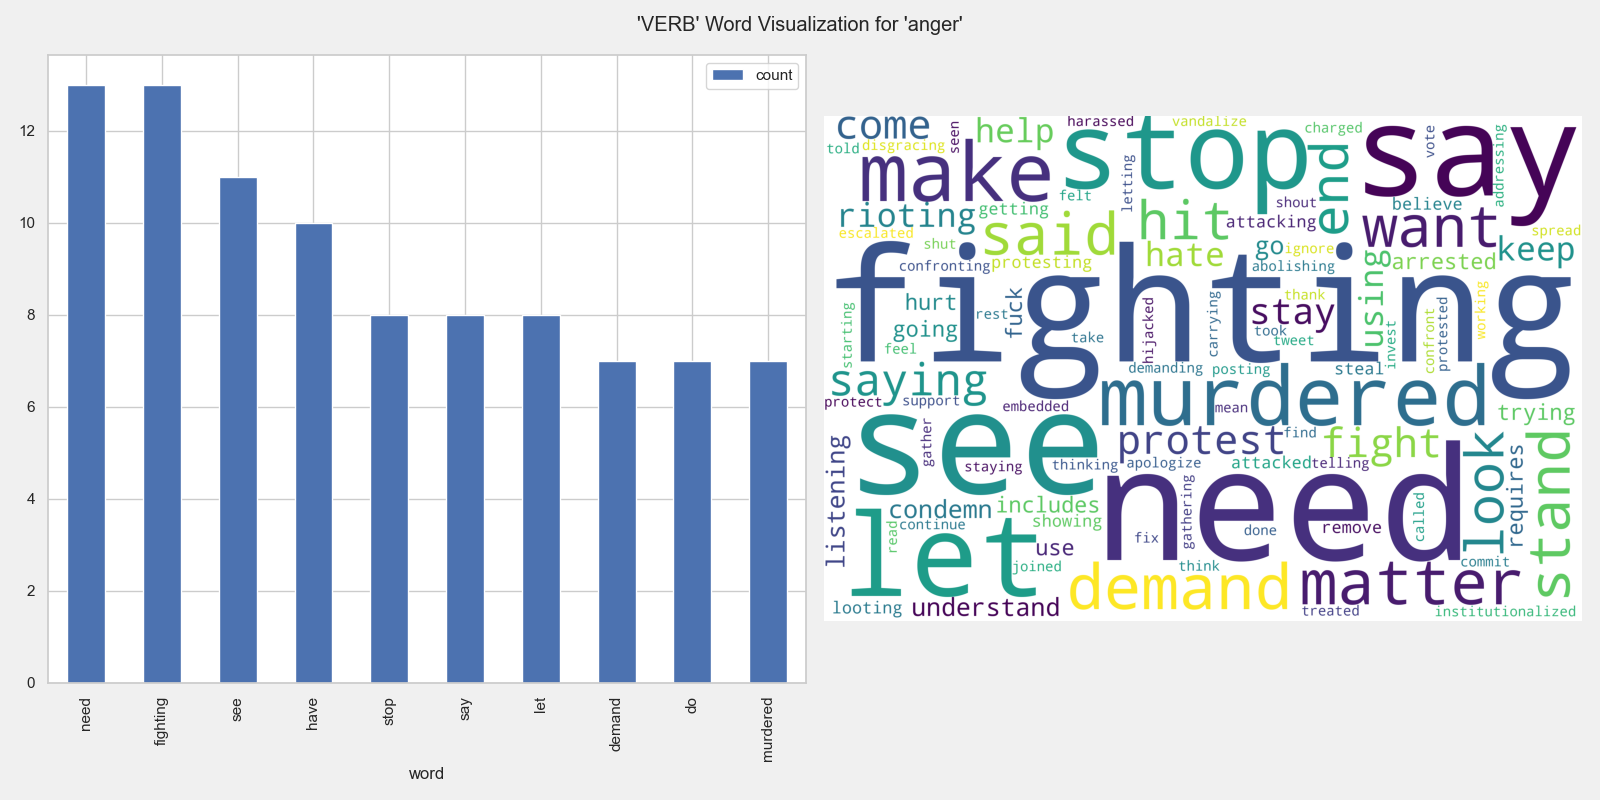 'VERB' Word Visualization for 'anger'
count
12
10
8
6
4
2
0
need
fighting
see
have
stop
say
let
demand
do
murdered
word
come
told
disgracing
seen
help
harassed
vandalize
charged
vote
addressing
make
stop
say
end
felt
letting
shout
believe
rioting
getting
attacking
want
escalated
shut
said
hit
spread
keep
confronting
protesting
hate
go
ignore
abolishing
arrested
fighting
using
hurt
rest
fuck
hijacked
carrying
thank
stay
confront
protested
working
starting
going
feel
take
took
tweet
invest
saying
demanding
posting
steal
protect
support
embedded
murdered
mean
trying
see
gather
protest
find
fight
listening
staying
thinking
apologize
attacked
telling
look
requires
stand
need
condemn
includes
continue
showing
read
let
use
fix
gathering
done
remove
called
joined
think
commit
demand
matter
looting
understand
treated
institutionalized